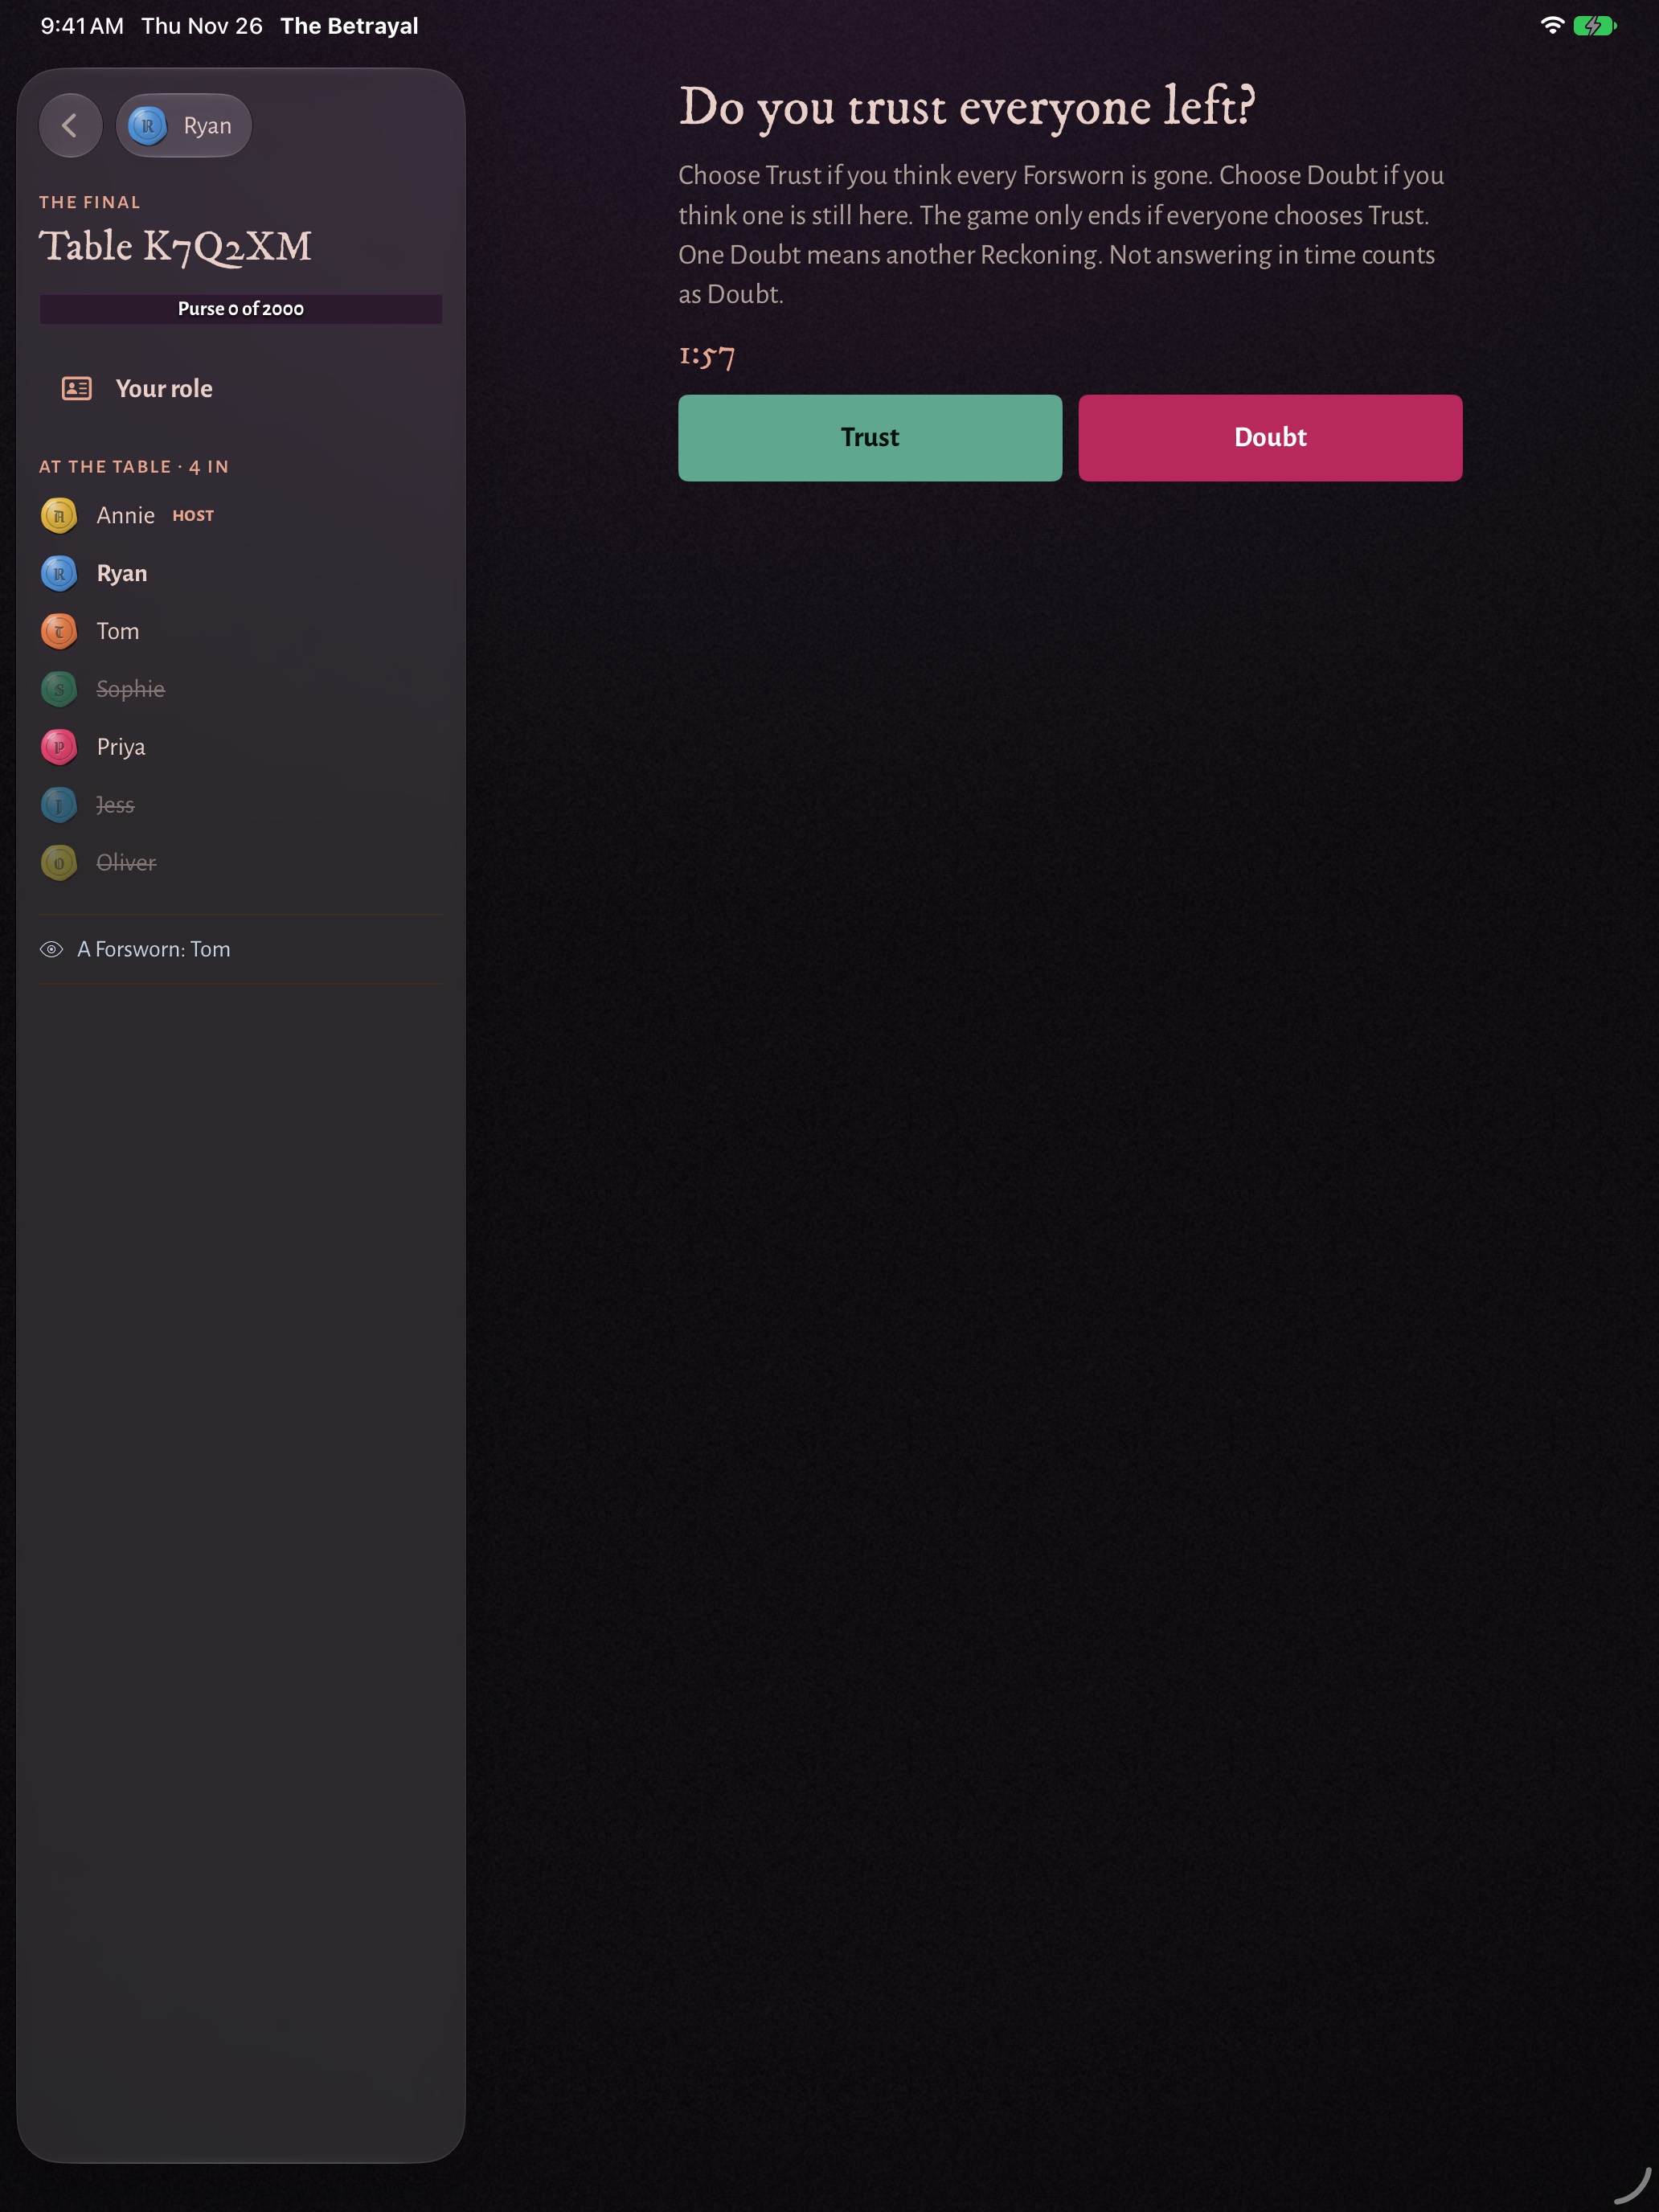 9:41 AM Thu Nov 26 The Betrayal
R Ryan
THE FINAL
Table K7Q2XM
Purse 0 of 2000
Your role
AT THE TABLE · 4 IN
A Annie HOST
R Ryan
T Tom
S Sophie
P Priya
J Jess
O Oliver
A Forsworn: Tom
Do you trust everyone left?
Choose Trust if you think every Forsworn is gone. Choose Doubt if you
think one is still here. The game only ends if everyone chooses Trust.
One Doubt means another Reckoning. Not answering in time counts
as Doubt.
1:57
Trust Doubt